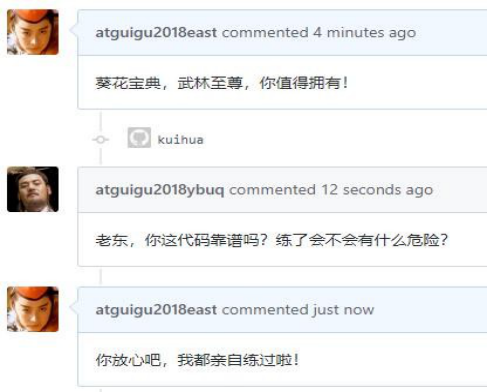 atguigu2018east commented 4 minutes ago
葵花宝典，武林至尊，你值得拥有！
kuihua
atguigu2018ybuq commented 12 seconds ago
老东，你这代码靠谱吗？练了会不会有什么危险？
atguigu2018east commented just now
你放心吧，我都亲自练过啦！